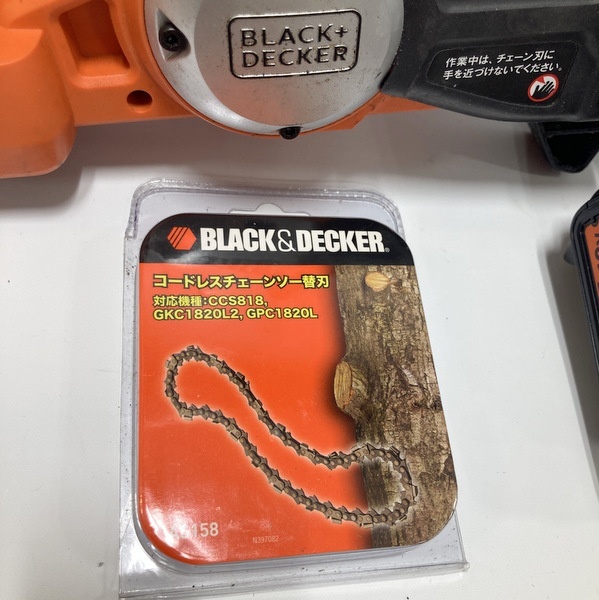 BLACK+
DECKER
作業中は、チェーン刃に
手を近づけないでください。
BLACK&DECKER®
コードレスチェーンソー替刃
対応機種:CCS818,
GKC1820L2, GPC1820L
158
N397082